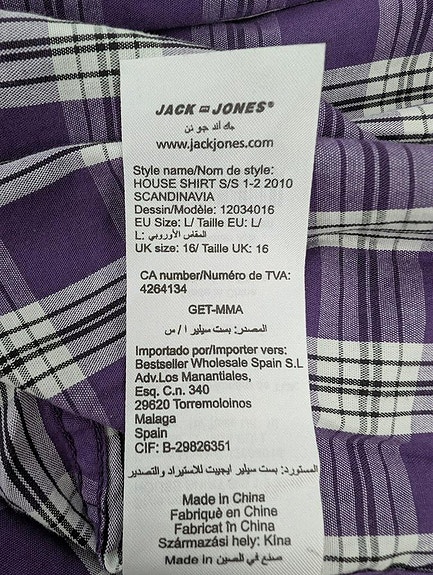 JACK JONES®
جاك أند جو نن
www.jackjones.com
Style name/Nom de style:
HOUSE SHIRT S/S 1-2 2010
SCANDINAVIA
Dessin/Modèle: 12034016
EU Size: L/ Taille EU: L/
L: المقاس الأوروبي:
UK size: 16/ Taille UK: 16
CA number/Numéro de TVA:
4264134
GET-MMA
المصدر: بست سيلير ا / س
Importado por/Importer vers:
Bestseller Wholesale Spain S.L
Adv.Los Manantiales,
Esq. C.n. 340
29620 Torremoloinos
Malaga
Spain
CIF: B-29826351
المستورد: بست سيلير ايجيبت للاستيراد والتصدير
Made in China
Fabriquè en Chine
Fabricat în China
Származási hely: Kína
صنع في الصين Made in